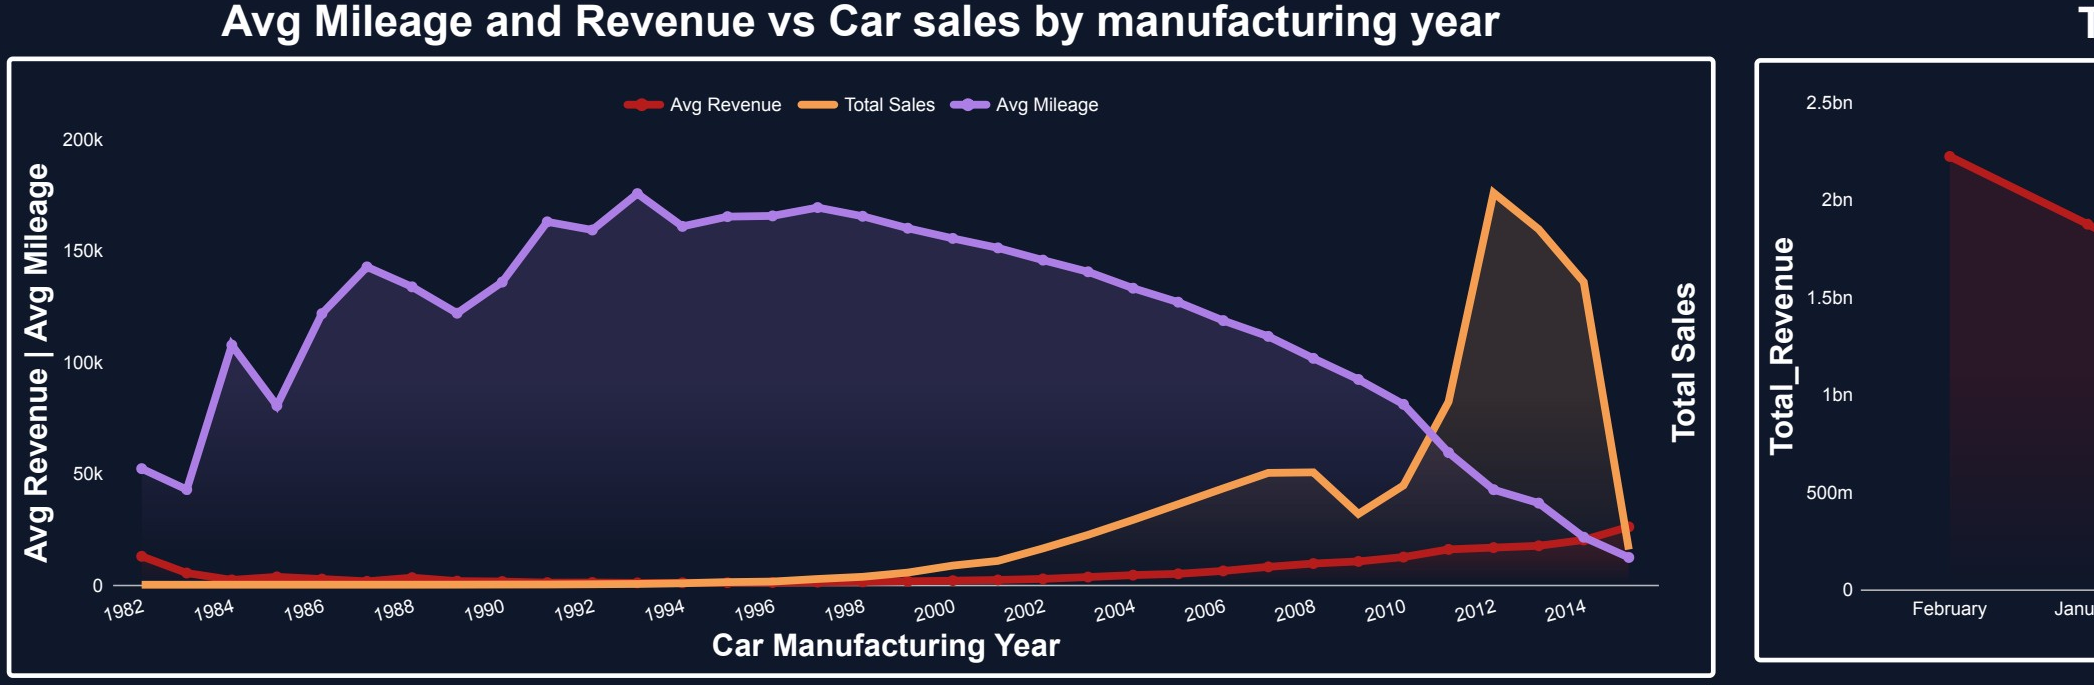 Avg Mileage and Revenue vs Car sales by manufacturing year
Avg Revenue Total Sales Avg Mileage
Avg Revenue | Avg Mileage
200k
150k
100k
50k
0
Total Sales
1982 1984 1986 1988 1990 1992 1994 1996 1998 2000 2002 2004 2006 2008 2010 2012 2014
Car Manufacturing Year
T
Total_Revenue
2.5bn
2bn
1.5bn
1bn
500m
0
February Janu